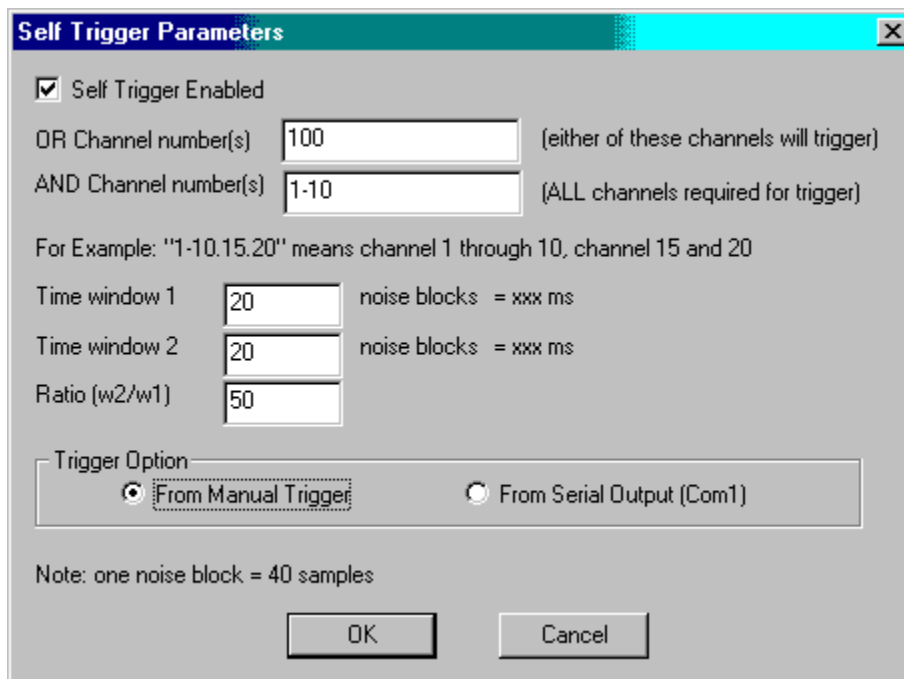 Self Trigger Parameters
Self Trigger Enabled
OR Channel number(s) 100 (either of these channels will trigger)
AND Channel number(s) 1-10 (ALL channels required for trigger)
For Example: "1-10.15.20" means channel 1 through 10, channel 15 and 20
Time window 1 20 noise blocks = xxx ms
Time window 2 20 noise blocks = xxx ms
Ratio (w2/w1) 50
Trigger Option
From Manual Trigger From Serial Output (Com1)
Note: one noise block = 40 samples
OK Cancel